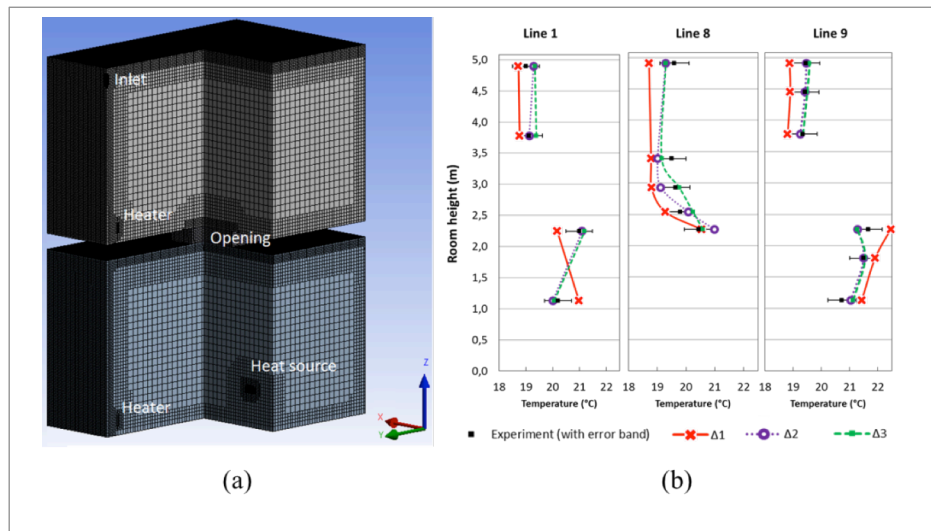 (a)
Inlet
Heater
Opening
Heat source
Heater
Z
X
Y
Line 1 Line 8 Line 9
Room height (m)
5,0
4,5
4,0
3,5
3,0
2,5
2,0
1,5
1,0
0,5
0,0
18 19 20 21 22 18 19 20 21 22 18 19 20 21 22
Temperature (°C) Temperature (°C) Temperature (°C)
Experiment (with error band) Δ1 Δ2 Δ3
(a) (b)